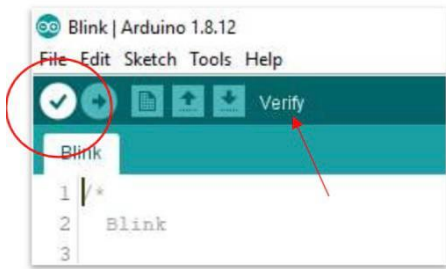 Blink | Arduino 1.8.12
File Edit Sketch Tools Help
Verify
Blink
1 /*
2 Blink
3